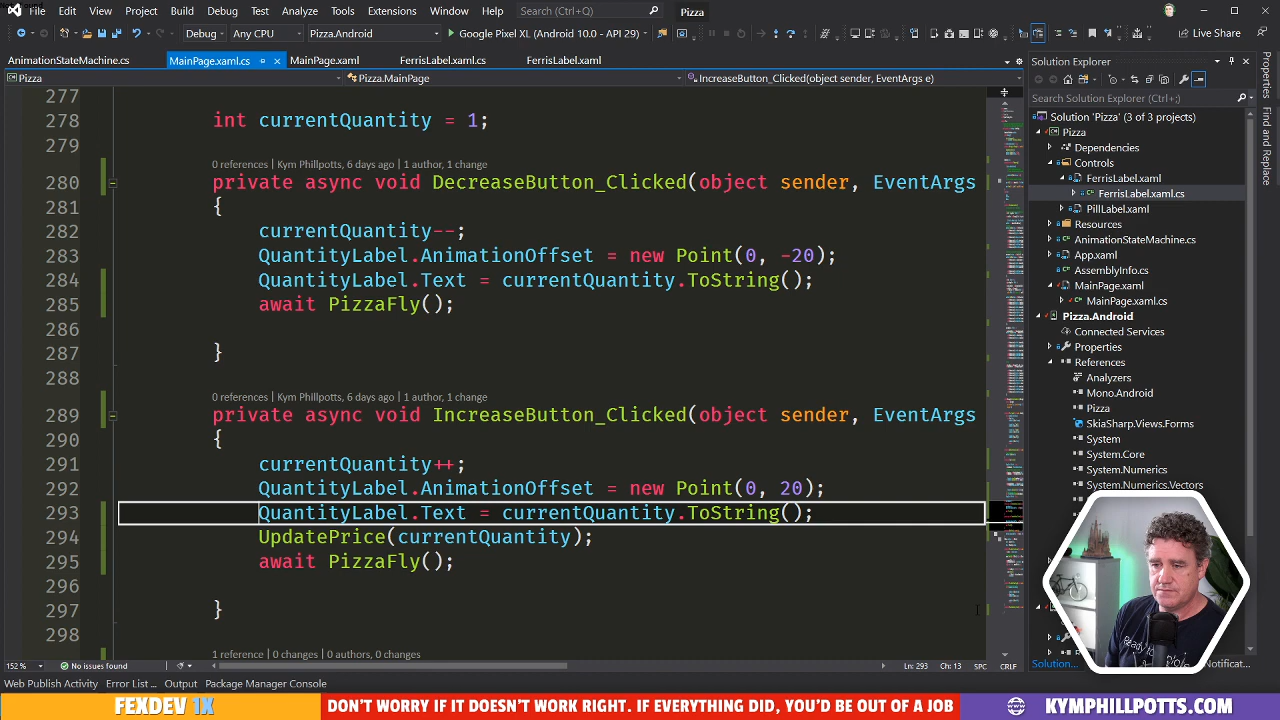 File Edit View Project Build Debug Test Analyze Tools Extensions Window Help Search (Ctrl+Q) Pizza
Debug Any CPU Pizza.Android Google Pixel XL (Android 10.0 - API 29) Live Share
AnimationStateMachine.cs MainPage.xaml.cs MainPage.xaml FerrisLabel.xaml.cs FerrisLabel.xaml
Pizza Pizza.MainPage IncreaseButton_Clicked(object sender, EventArgs e)
277
278 int currentQuantity = 1;
279
0 references | Kym Phillpotts, 6 days ago | 1 author, 1 change
280 private async void DecreaseButton_Clicked(object sender, EventArgs
281 {
282 currentQuantity--;
283 QuantityLabel.AnimationOffset = new Point(0, -20);
284 QuantityLabel.Text = currentQuantity.ToString();
285 await PizzaFly();
286
287 }
288
0 references | Kym Phillpotts, 6 days ago | 1 author, 1 change
289 private async void IncreaseButton_Clicked(object sender, EventArgs
290 {
291 currentQuantity++;
292 QuantityLabel.AnimationOffset = new Point(0, 20);
293 QuantityLabel.Text = currentQuantity.ToString();
294 UpdatePrice(currentQuantity);
295 await PizzaFly();
296
297 }
298
1 reference | 0 changes | 0 authors, 0 changes
152 % No issues found Ln: 293 Ch: 13 SPC CRLF
Web Publish Activity Error List ... Output Package Manager Console
Solution Explorer
Search Solution Explorer (Ctrl+;)
Solution 'Pizza' (3 of 3 projects)
Pizza
Dependencies
Controls
FerrisLabel.xaml
FerrisLabel.xaml.cs
PillLabel.xaml
Resources
AnimationStateMachine.cs
App.xaml
AssemblyInfo.cs
MainPage.xaml
MainPage.xaml.cs
Pizza.Android
Connected Services
Properties
References
Analyzers
Mono.Android
Pizza
SkiaSharp.Views.Forms
System
System.Core
System.Numerics
System.Numerics.Vectors
Solution... Notificat...
Properties
Find and Replace
FEXDEV 1X DON'T WORRY IF IT DOESN'T WORK RIGHT. IF EVERYTHING DID, YOU'D BE OUT OF A JOB KYMPHILLPOTTS.COM